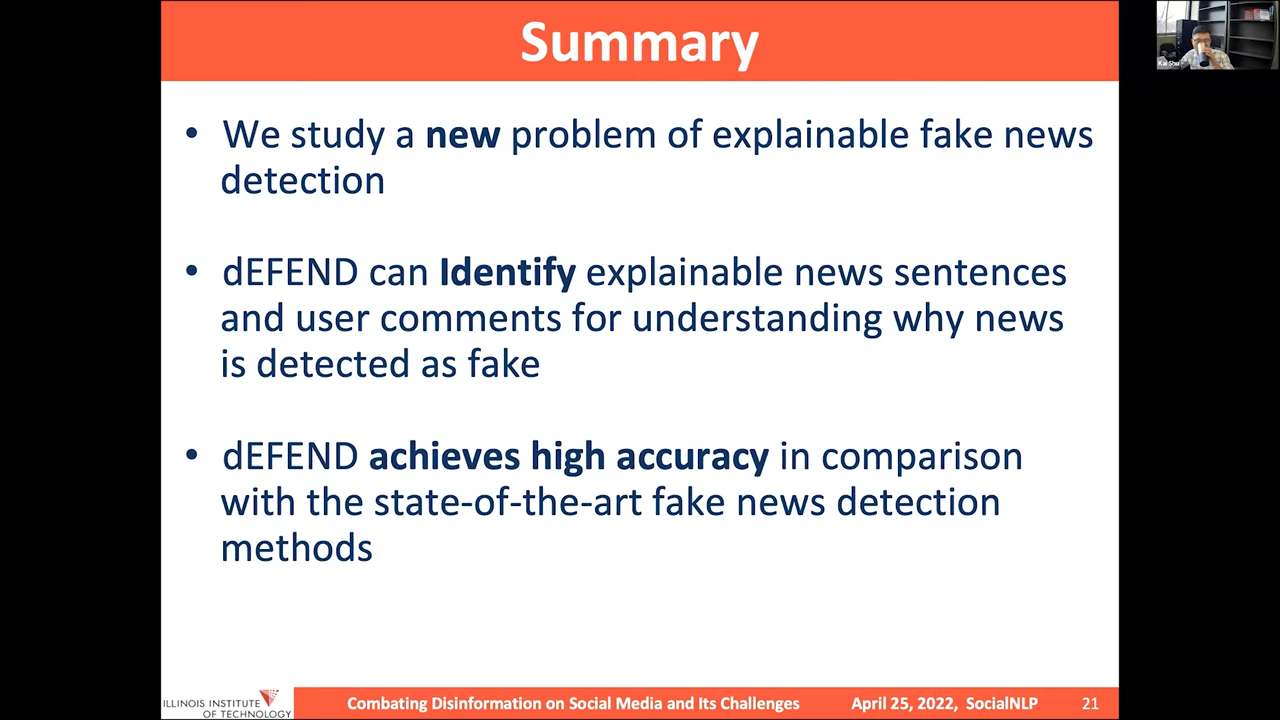 Summary
• We study a new problem of explainable fake news
detection
• dEFEND can Identify explainable news sentences
and user comments for understanding why news
is detected as fake
• dEFEND achieves high accuracy in comparison
with the state-of-the-art fake news detection
methods
ILLINOIS INSTITUTE
OF TECHNOLOGY
Combating Disinformation on Social Media and Its Challenges
April 25, 2022, SocialNLP
21
Kai Shu